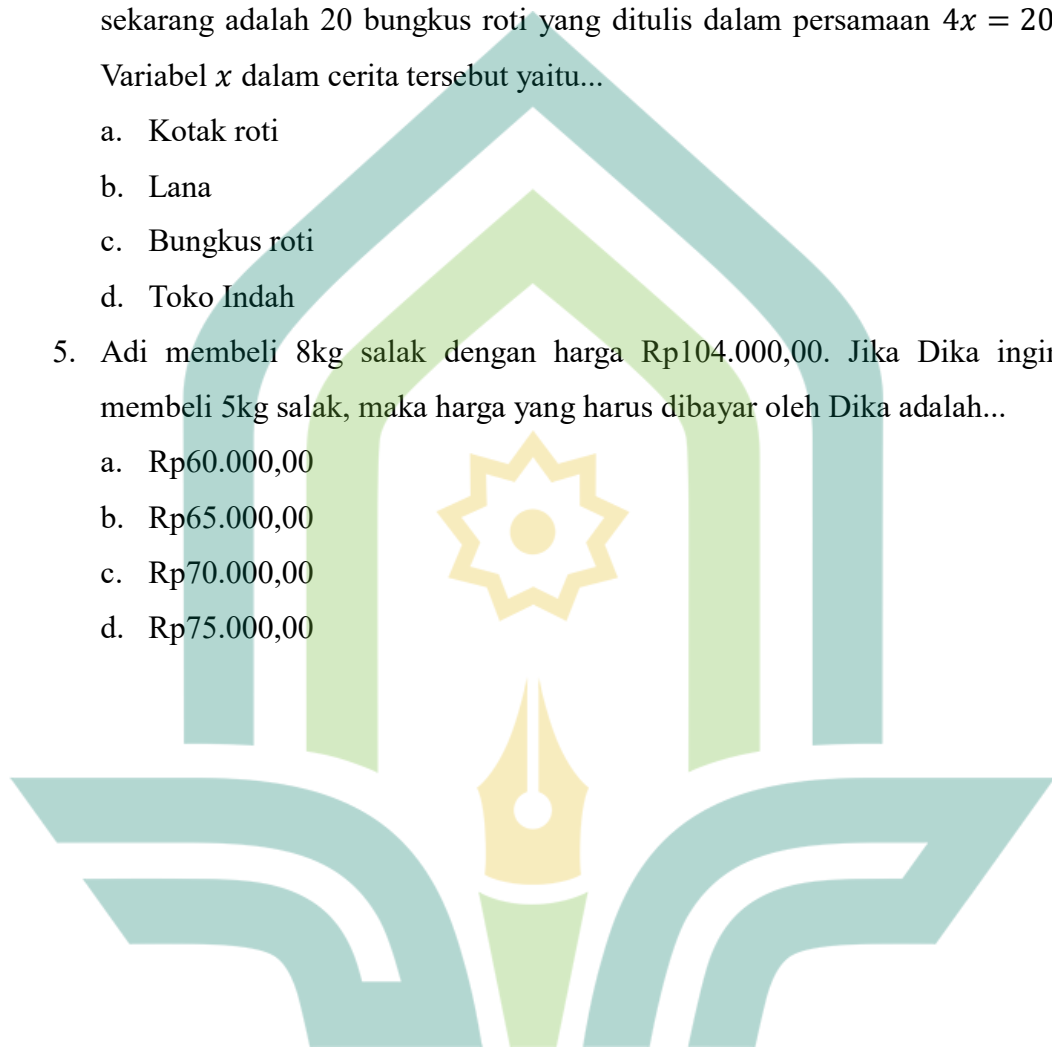 sekarang adalah 20 bungkus roti yang ditulis dalam persamaan 4x = 20
Variabel x dalam cerita tersebut yaitu...
a. Kotak roti
b. Lana
c. Bungkus roti
d. Toko Indah
5. Adi membeli 8kg salak dengan harga Rp104.000,00. Jika Dika ingin
membeli 5kg salak, maka harga yang harus dibayar oleh Dika adalah...
a. Rp60.000,00
b. Rp65.000,00
c. Rp70.000,00
d. Rp75.000,00